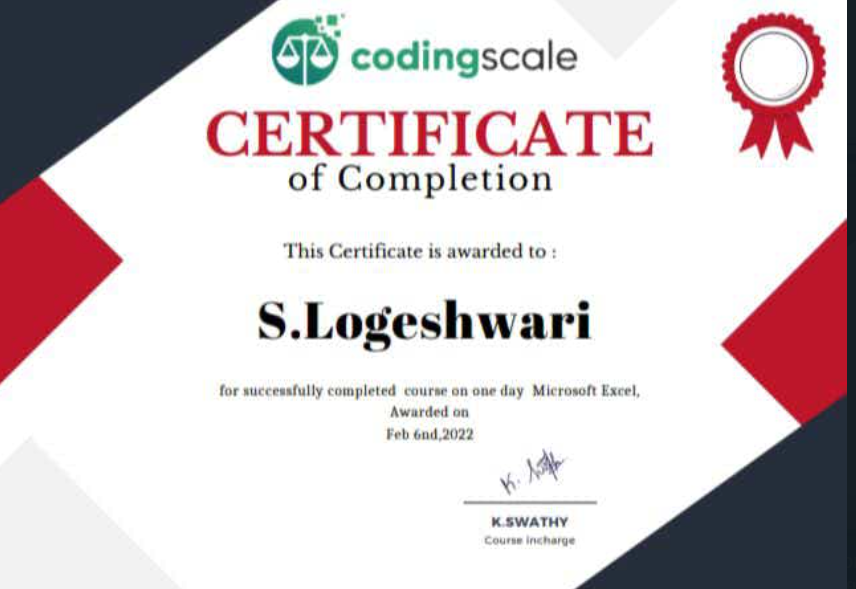 codingscale
CERTIFICATE
of Completion
This Certificate is awarded to :
S.Logeshwari
for successfully completed course on one day Microsoft Excel,
Awarded on
Feb 6nd,2022
K.SWATHY
Course incharge